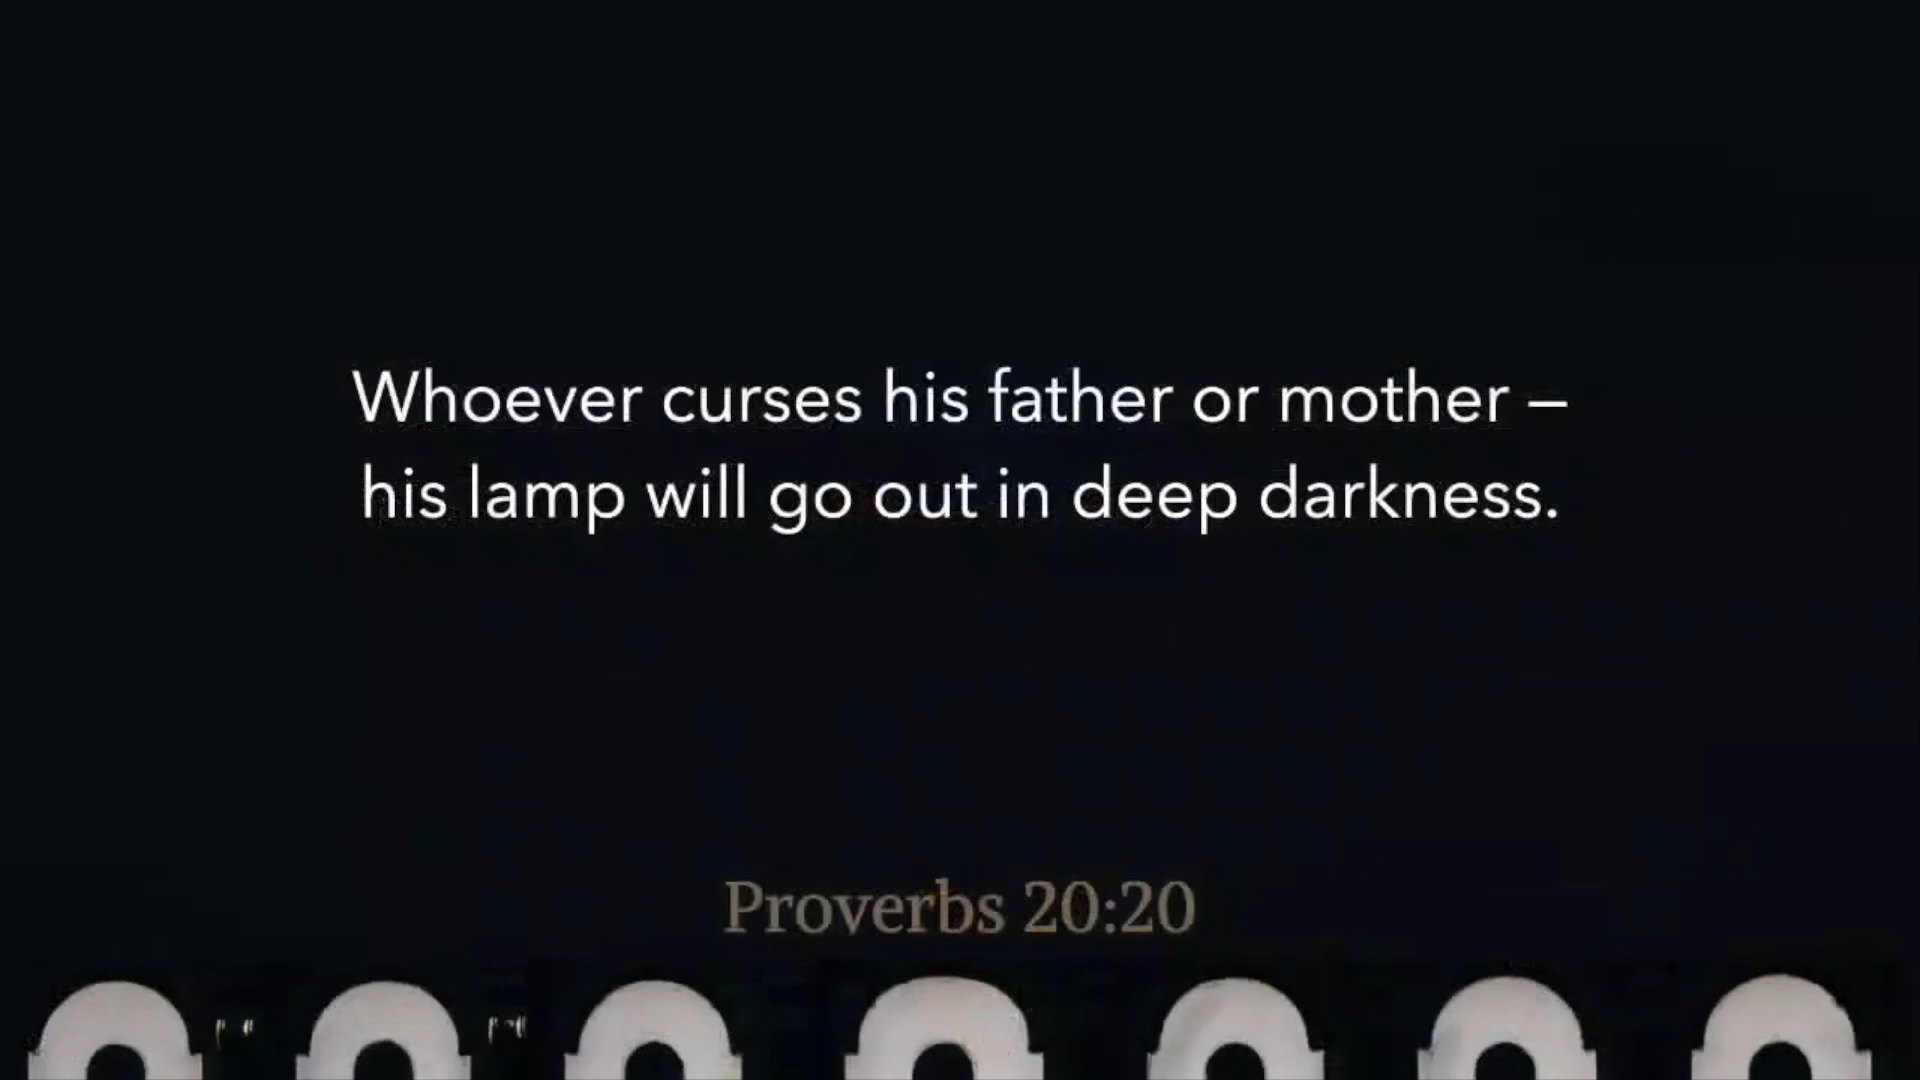 Whoever curses his father or mother –
his lamp will go out in deep darkness.
Proverbs 20:20